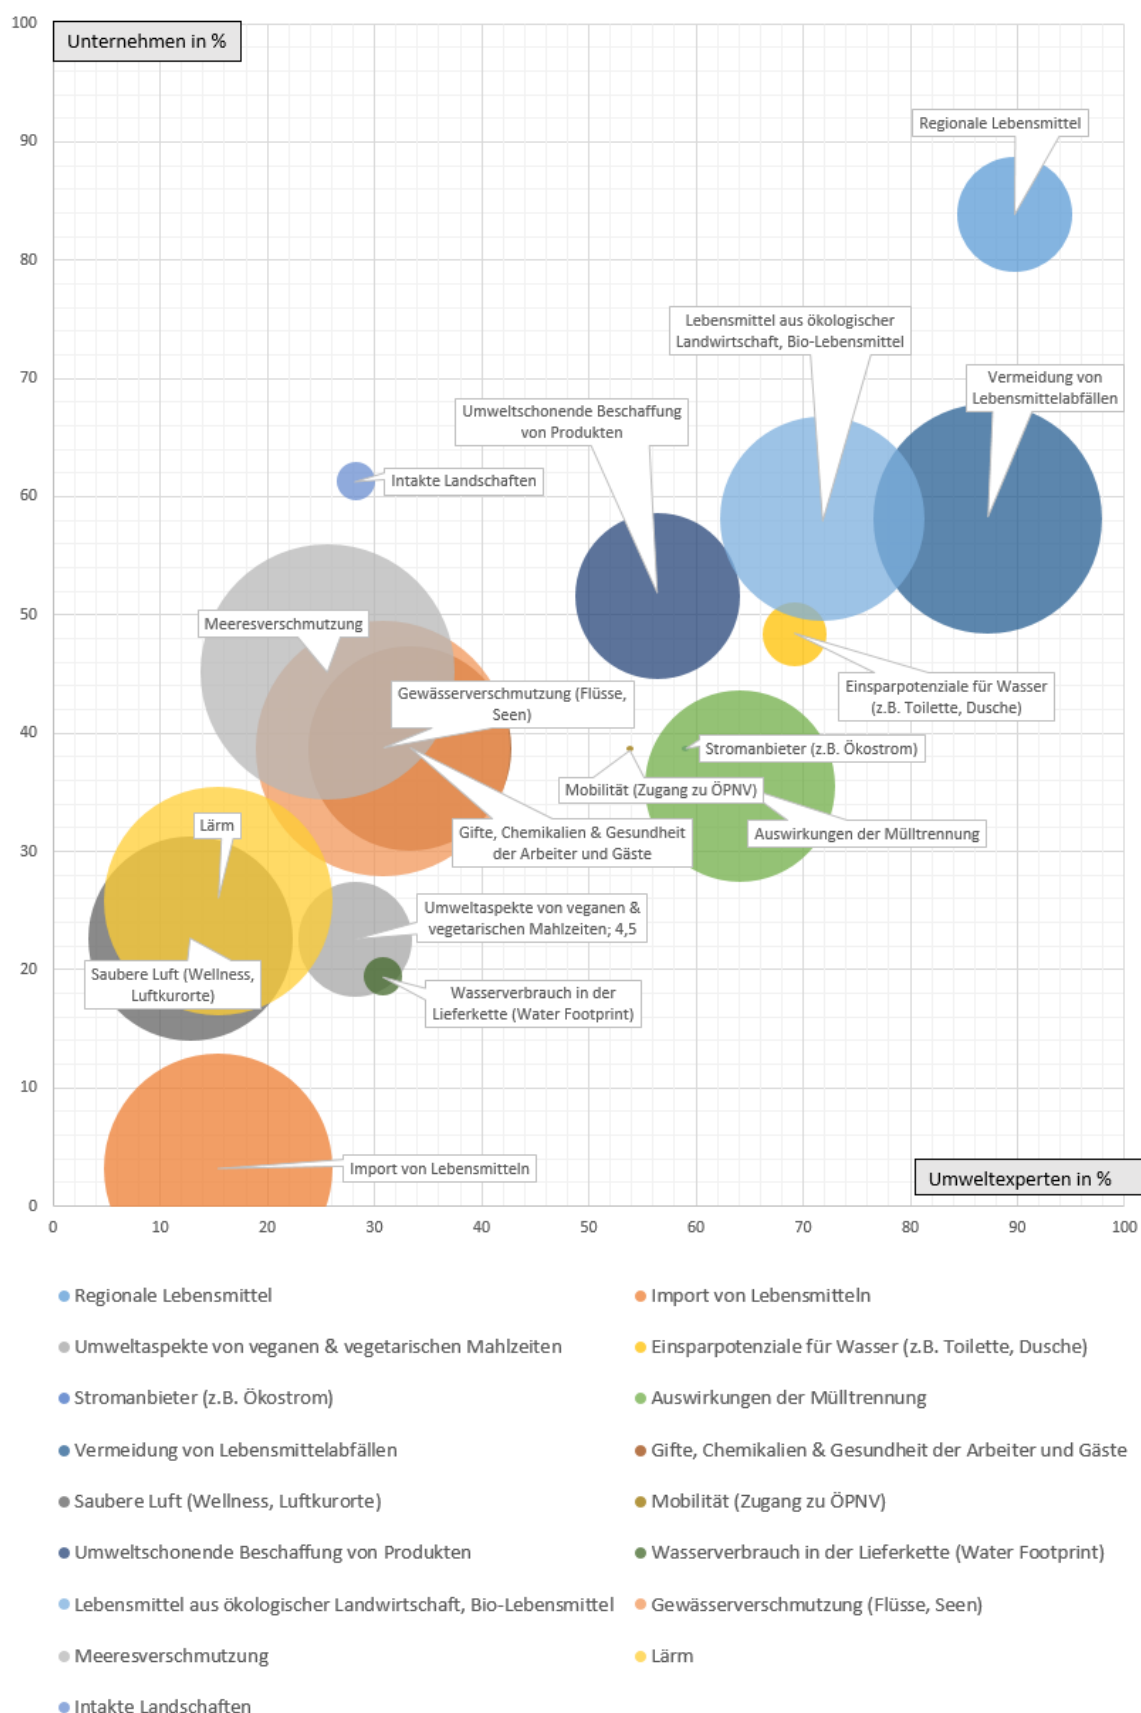 100
Unternehmen in %
90
Regionale Lebensmittel
80
Lebensmittel aus ökologischer
Landwirtschaft, Bio-Lebensmittel
70
Vermeidung von
Lebensmittelabfällen
Umweltschonende Beschaffung
von Produkten
Intakte Landschaften
60
50
Meeresverschmutzung
Einsparpotenziale für Wasser
(z.B. Toilette, Dusche)
Gewässerverschmutzung (Flüsse,
Seen)
40
Stromanbieter (z.B. Ökostrom)
Mobilität (Zugang zu ÖPNV)
Lärm
Gifte, Chemikalien & Gesundheit
der Arbeiter und Gäste
Auswirkungen der Mülltrennung
30
Umweltaspekte von veganen &
vegetarischen Mahlzeiten; 4,5
20
Saubere Luft (Wellness,
Luftkurorte)
Wasserverbrauch in der
Lieferkette (Water Footprint)
10
Import von Lebensmitteln
Umweltexperten in %
0
0 10 20 30 40 50 60 70 80 90 100
Regionale Lebensmittel
Import von Lebensmitteln
Umweltaspekte von veganen & vegetarischen Mahlzeiten
Einsparpotenziale für Wasser (z.B. Toilette, Dusche)
Stromanbieter (z.B. Ökostrom)
Auswirkungen der Mülltrennung
Vermeidung von Lebensmittelabfällen
Gifte, Chemikalien & Gesundheit der Arbeiter und Gäste
Saubere Luft (Wellness, Luftkurorte)
Mobilität (Zugang zu ÖPNV)
Umweltschonende Beschaffung von Produkten
Wasserverbrauch in der Lieferkette (Water Footprint)
Lebensmittel aus ökologischer Landwirtschaft, Bio-Lebensmittel
Gewässerverschmutzung (Flüsse, Seen)
Meeresverschmutzung
Lärm
Intakte Landschaften